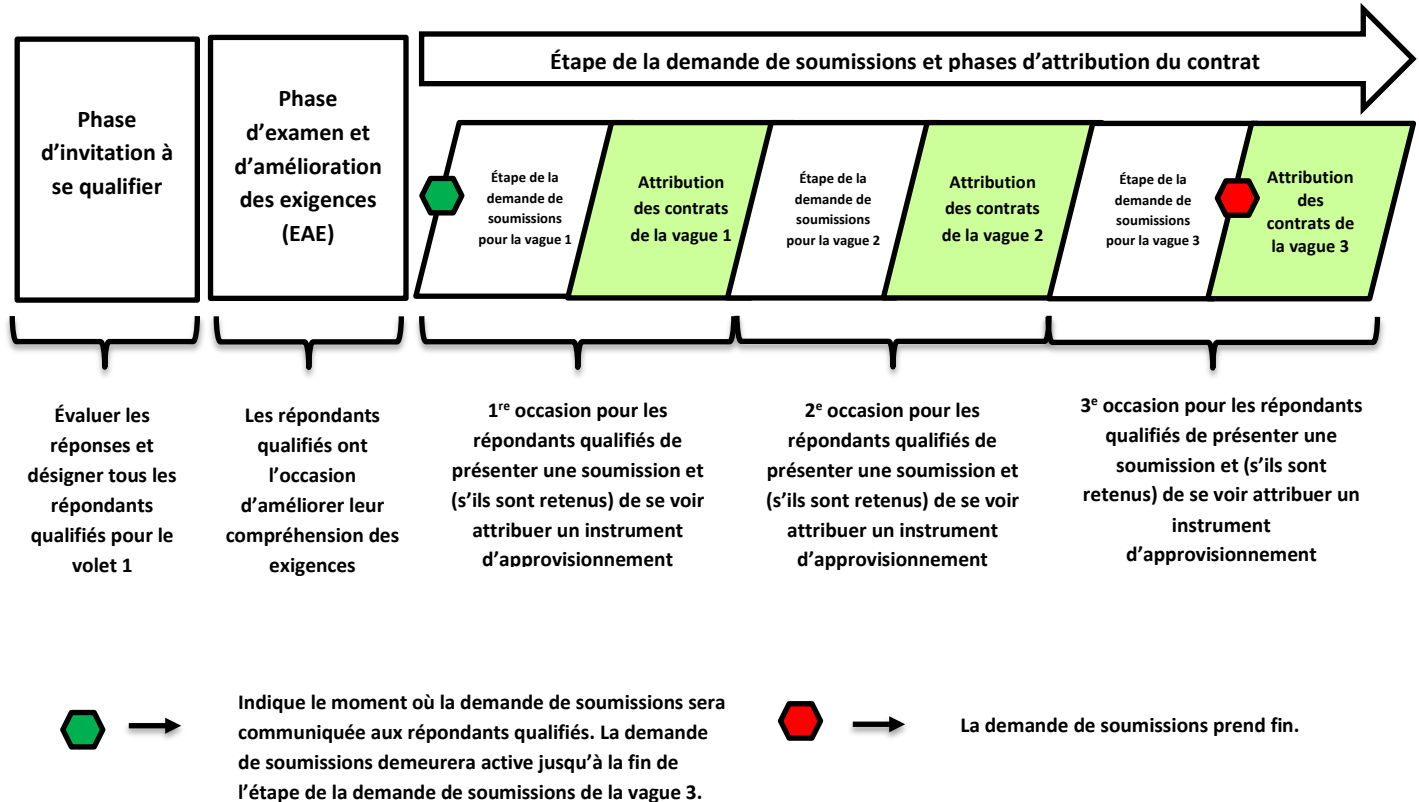 Étape de la demande de soumissions et phases d'attribution du contrat
Phase
d'invitation à
se qualifier
Phase
d'examen et
d'amélioration
des exigences
(EAE)
Étape de la
demande de
soumissions
pour la vague 1
Attribution
des contrats
de la vague 1
Étape de la
demande de
soumissions
pour la vague 2
Attribution
des contrats
de la vague 2
Étape de la
demande de
soumissions
pour la vague 3
Attribution
des
contrats de
la vague 3
Évaluer les
réponses et
désigner tous les
répondants
qualifiés pour le
volet 1
Les répondants
qualifiés ont
l'occasion
d'améliorer leur
compréhension des
exigences
1re occasion pour les
répondants qualifiés de
présenter une soumission et
(s'ils sont retenus) de se voir
attribuer un instrument
d'approvisionnement
2e occasion pour les
répondants qualifiés de
présenter une soumission et
(s'ils sont retenus) de se voir
attribuer un instrument
d'approvisionnement
3e occasion pour les répondants
qualifiés de présenter une
soumission et (s'ils sont
retenus) de se voir attribuer un
instrument
d'approvisionnement
Indique le moment où la demande de soumissions sera
communiquée aux répondants qualifiés. La demande
de soumissions demeurera active jusqu'à la fin de
l'étape de la demande de soumissions de la vague 3.
La demande de soumissions prend fin.